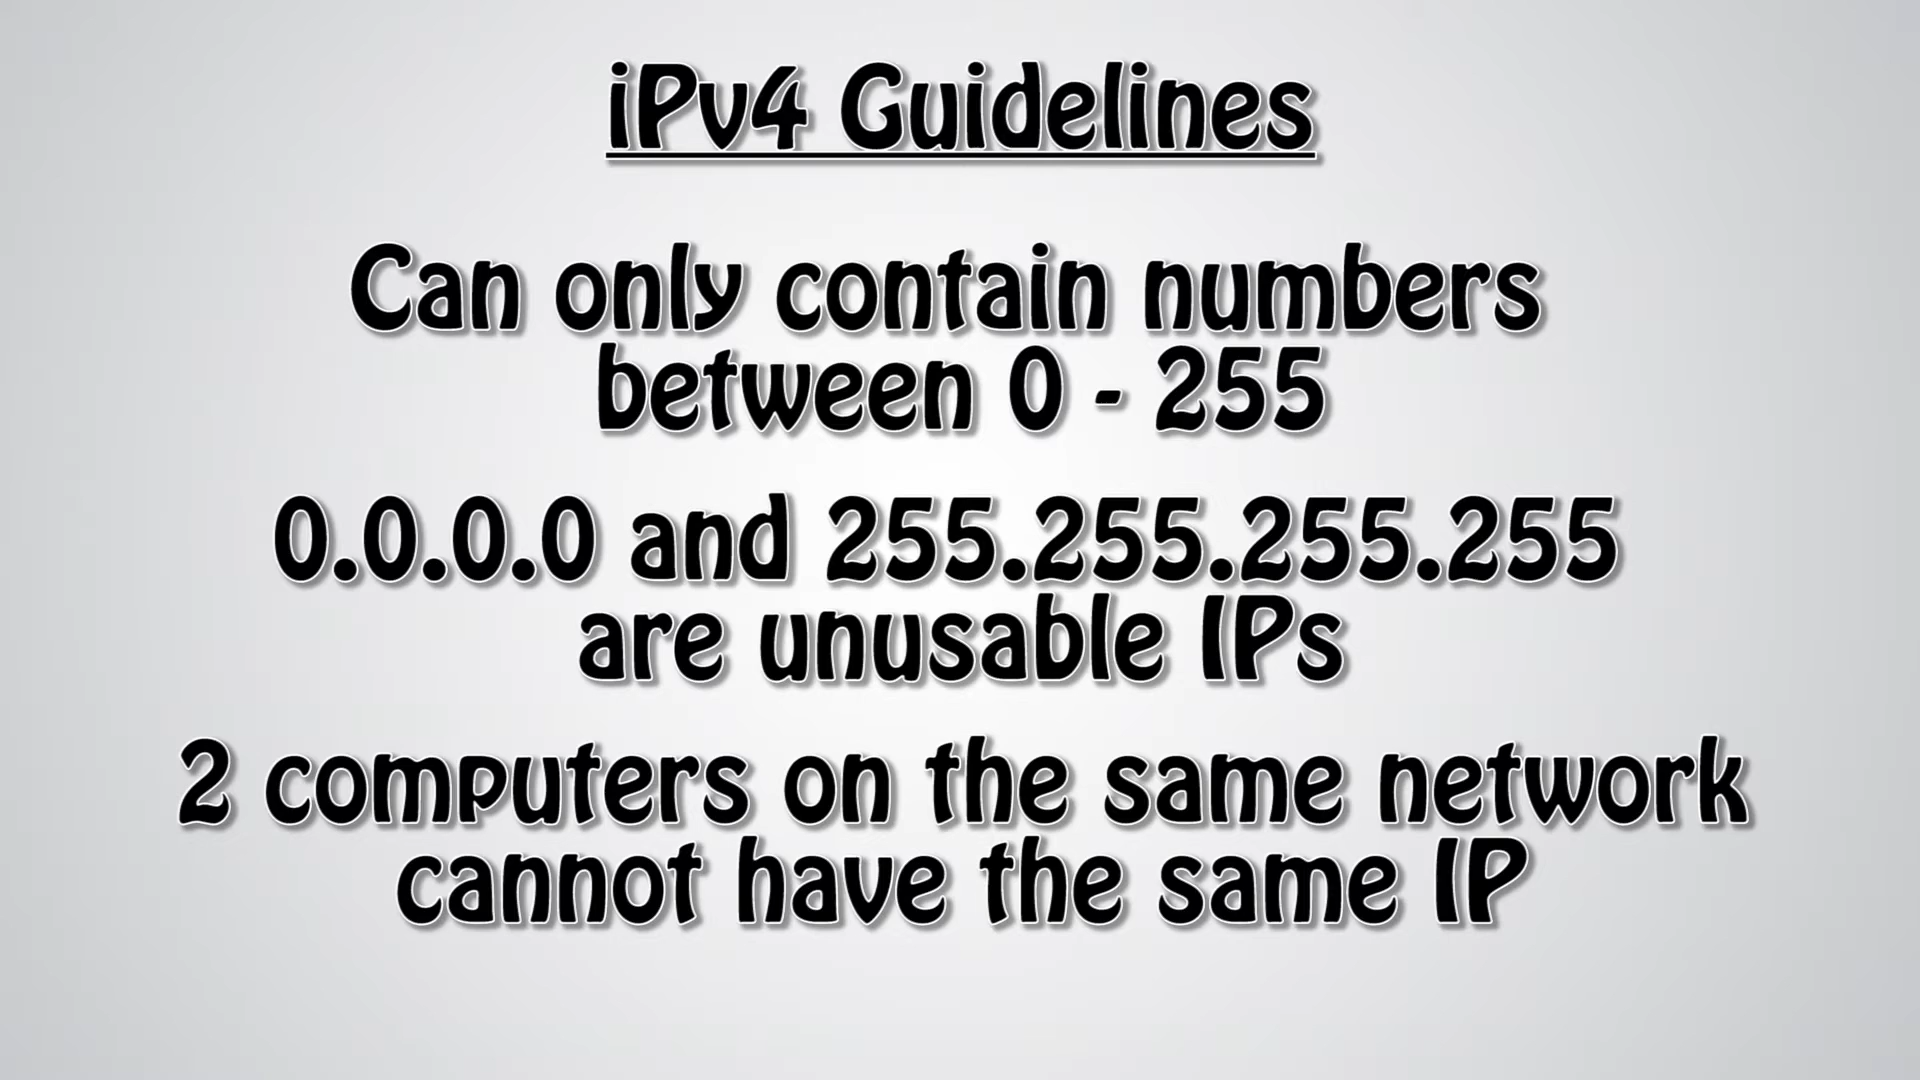 iPv4 Guidelines
Can only contain numbers
between 0 - 255
0.0.0.0 and 255.255.255.255
are unusable IPs
2 computers on the same network
cannot have the same IP